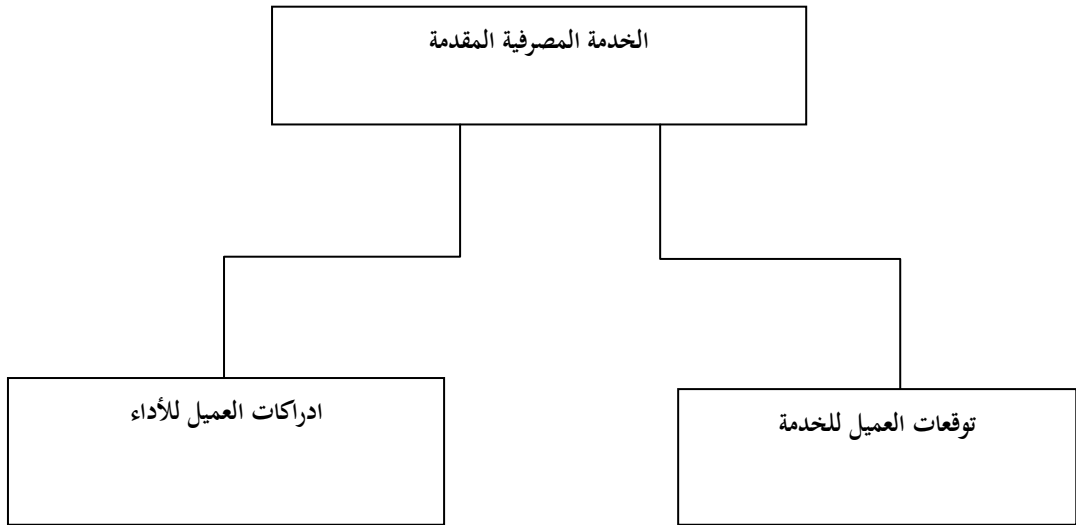 الخدمة المصرفية المقدمة
توقعات العميل للخدمة
ادراكات العميل للأداء